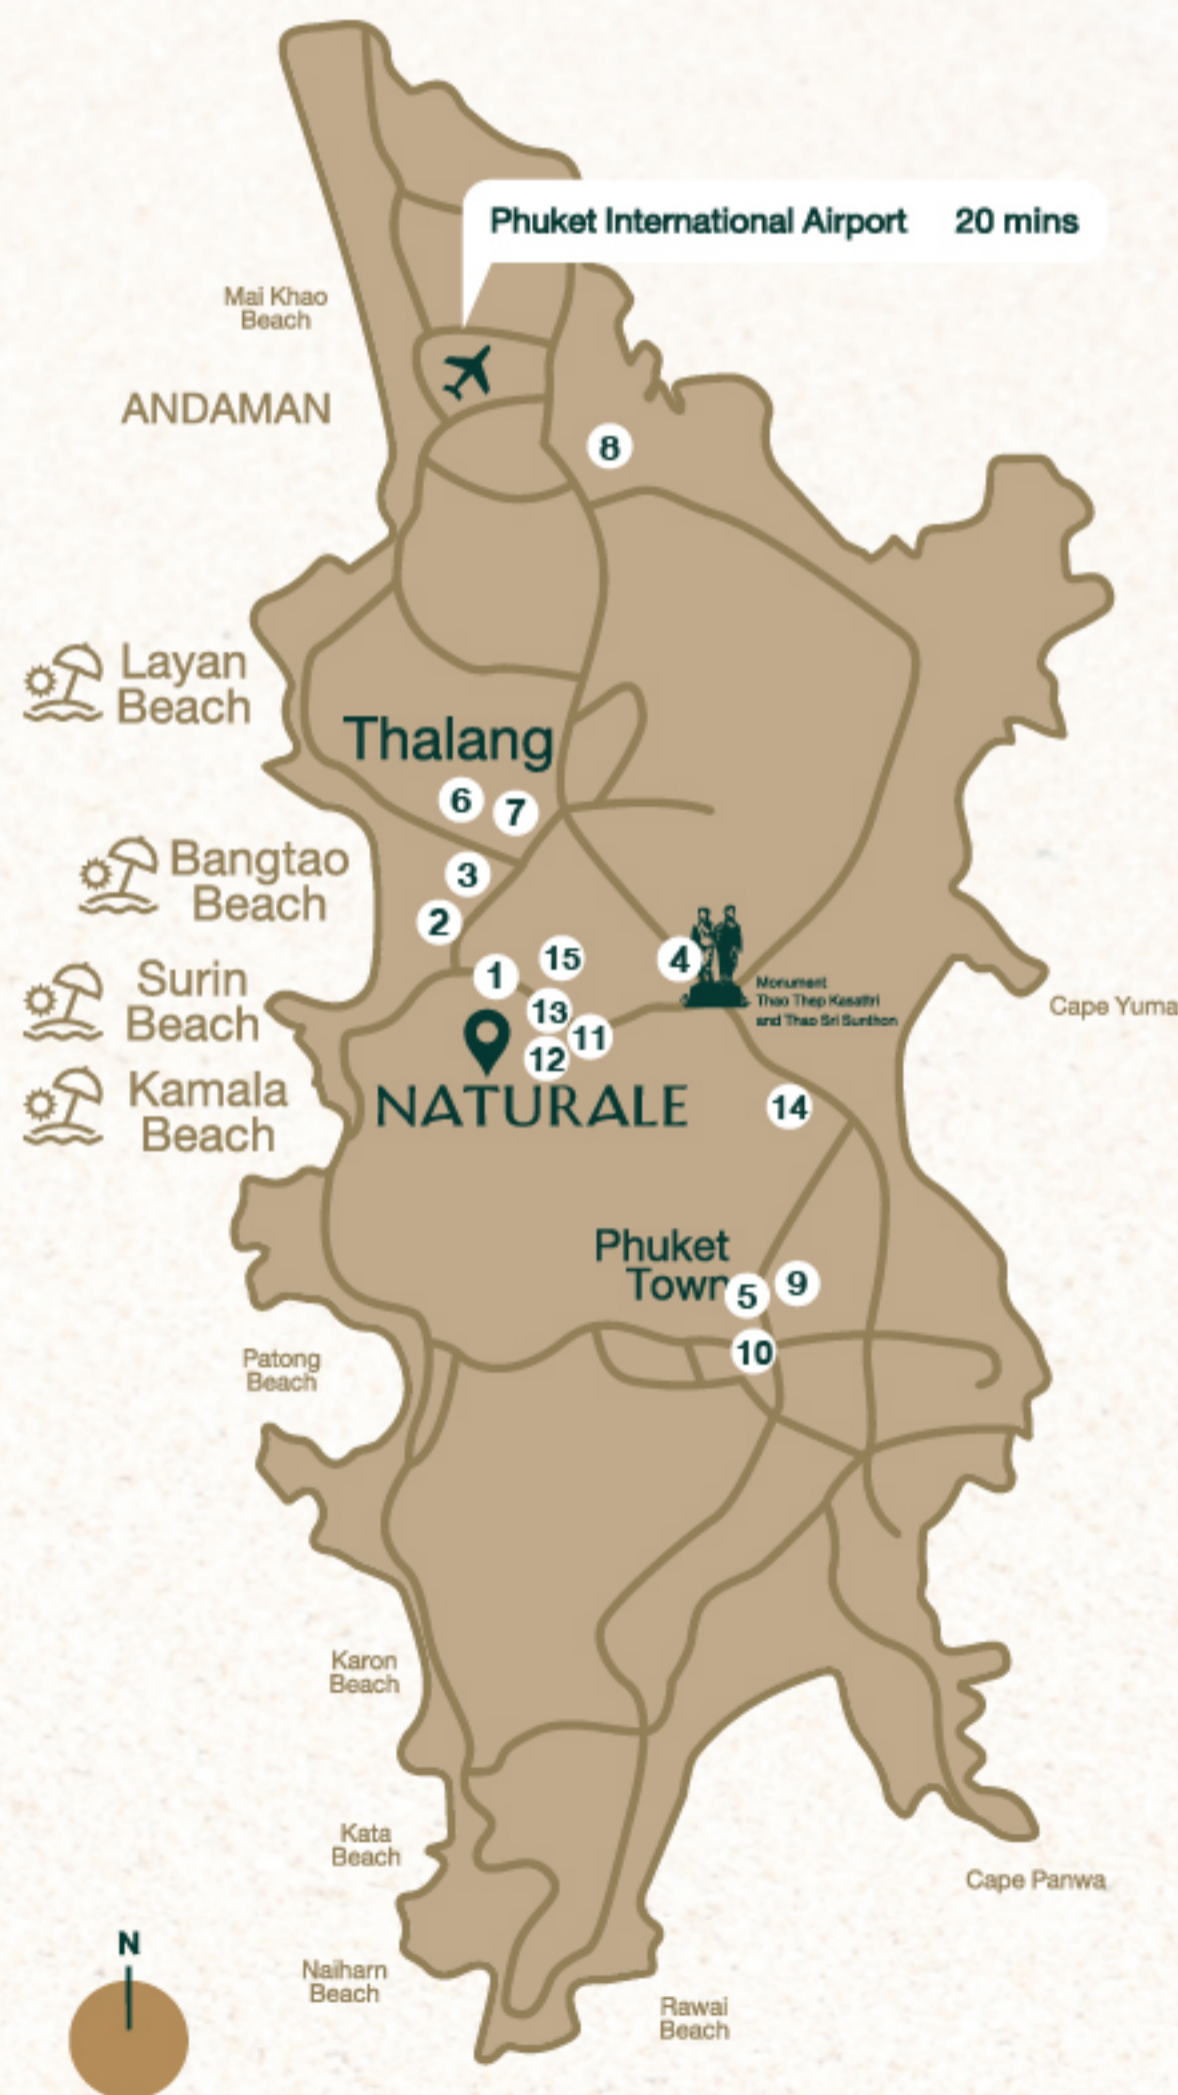 Phuket International Airport 20 mins
Mai Khao
Beach
ANDAMAN
8
Layan
Beach
Thalang
6
7
Bangtao
Beach
3
2
15
4
1
Surin
Beach
Monument
Thao Thep Kasattri
and Thao Sri Sunthon
Cape Yuma
13
11
12
Kamala
Beach
NATURALE
14
Phuket
Town
5
9
10
Patong
Beach
Karon
Beach
Kata
Beach
Cape Panwa
N
Naiharn
Beach
Rawai
Beach